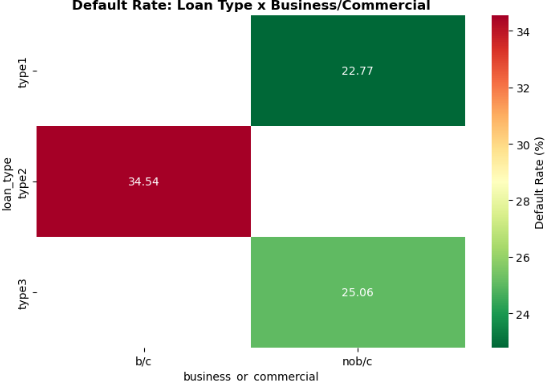 Default Rate: Loan Type x Business/Commercial
type1
22.77
loan_type
type2
34.54
type3
25.06
b/c
nob/c
business_or_commercial
34
32
30
28
26
24
Default Rate (%)